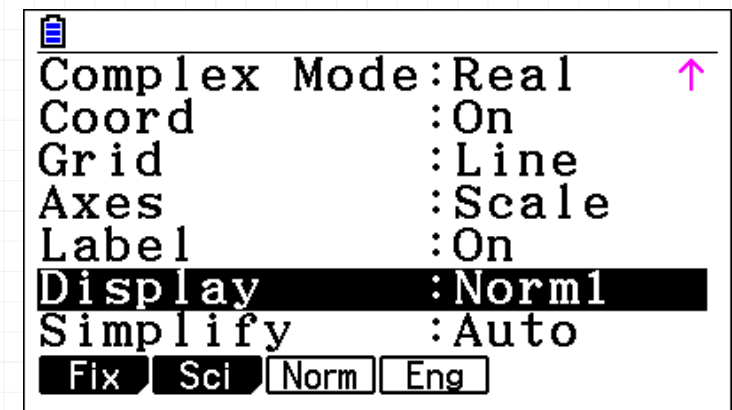 Complex Mode:Real ↑
Coord :On
Grid :Line
Axes :Scale
Label :On
Display :Norm1
Simplify :Auto
Fix Sci Norm Eng